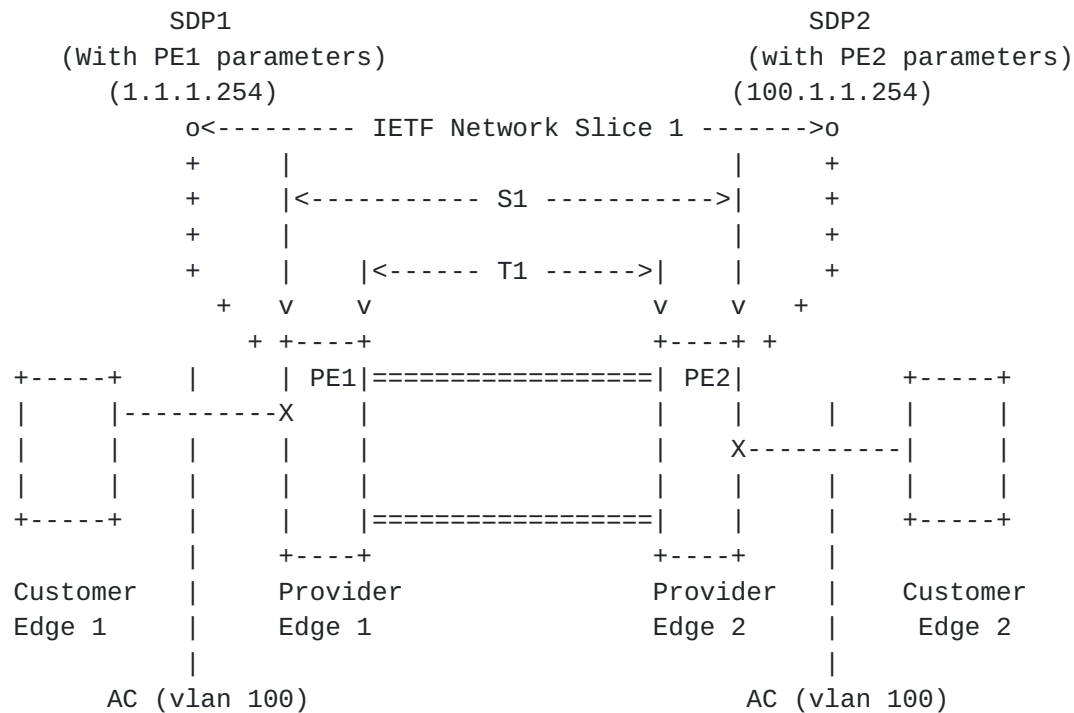 SDP1 SDP2
(With PE1 parameters) (with PE2 parameters)
(1.1.1.254) (100.1.1.254)
o<--------- IETF Network Slice 1 ------->o
+ | | +
+ |<----------- S1 ----------->| +
+ | | +
+ | |<------ T1 ------>| | +
+ v v v v +
+ +----+ +----+ +
+-----+ | | PE1|==================| PE2| +-----+
| |----------X | | | | | |
| | | | | | X----------| |
| | | | | | | | | |
+-----+ | | |==================| | | +-----+
| +----+ +----+ |
Customer | Provider Provider | Customer
Edge 1 | Edge 1 Edge 2 | Edge 2
| |
AC (vlan 100) AC (vlan 100)